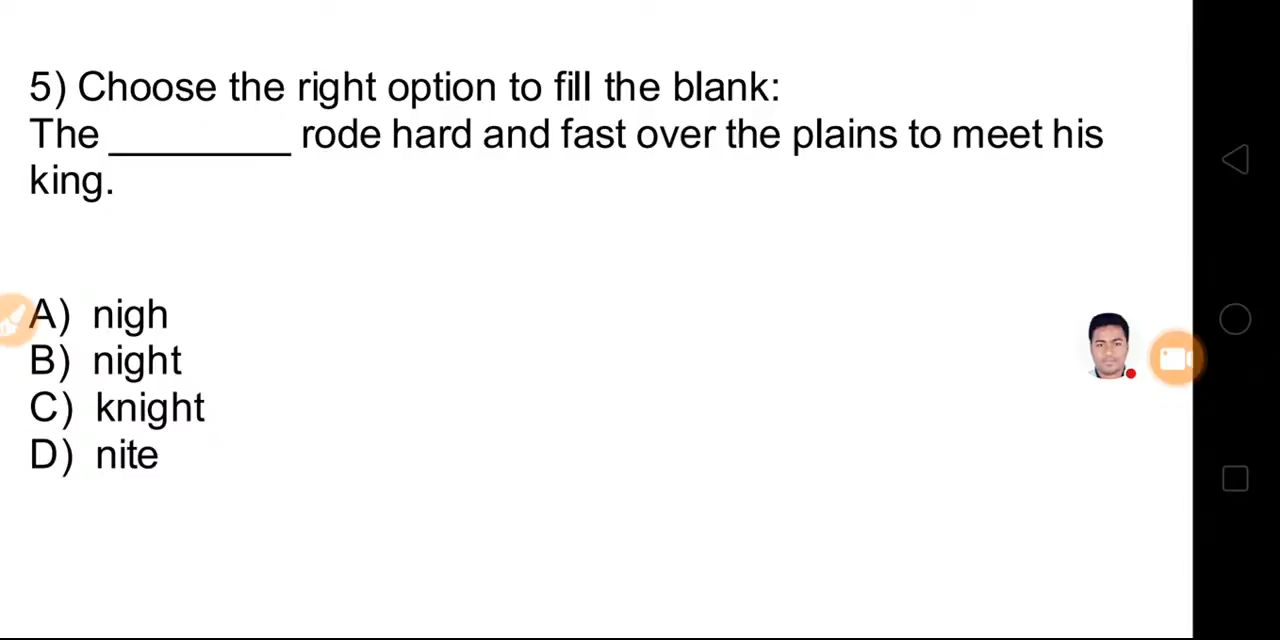 5) Choose the right option to fill the blank:
The _________ rode hard and fast over the plains to meet his
king.
A) nigh
B) night
C) knight
D) nite